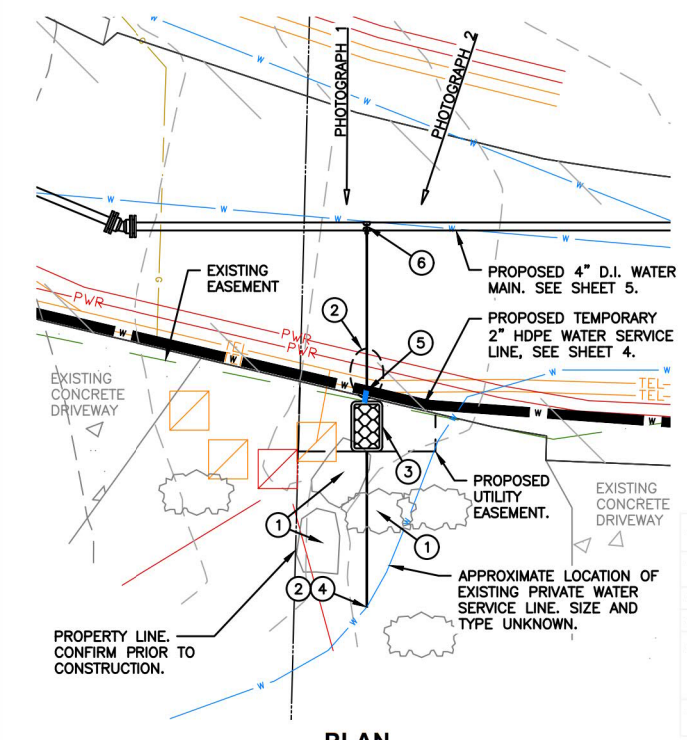 PHOTOGRAPH 1
PHOTOGRAPH 2
W
W
W
W
W
W
W
W
W
G
G
6
PROPOSED 4" D.I. WATER
MAIN. SEE SHEET 5.
EXISTING
EASEMENT
PWR
PWR
PWR
TEL
2
5
PROPOSED TEMPORARY
2" HDPE WATER SERVICE
LINE, SEE SHEET 4.
W
W
W
W
W
W
W
TEL
TEL
EXISTING
CONCRETE
DRIVEWAY
3
PROPOSED
UTILITY
EASEMENT.
EXISTING
CONCRETE
DRIVEWAY
1
1
W
2 4
APPROXIMATE LOCATION OF
EXISTING PRIVATE WATER
SERVICE LINE. SIZE AND
TYPE UNKNOWN.
PROPERTY LINE.
CONFIRM PRIOR TO
CONSTRUCTION.
W
PLAN